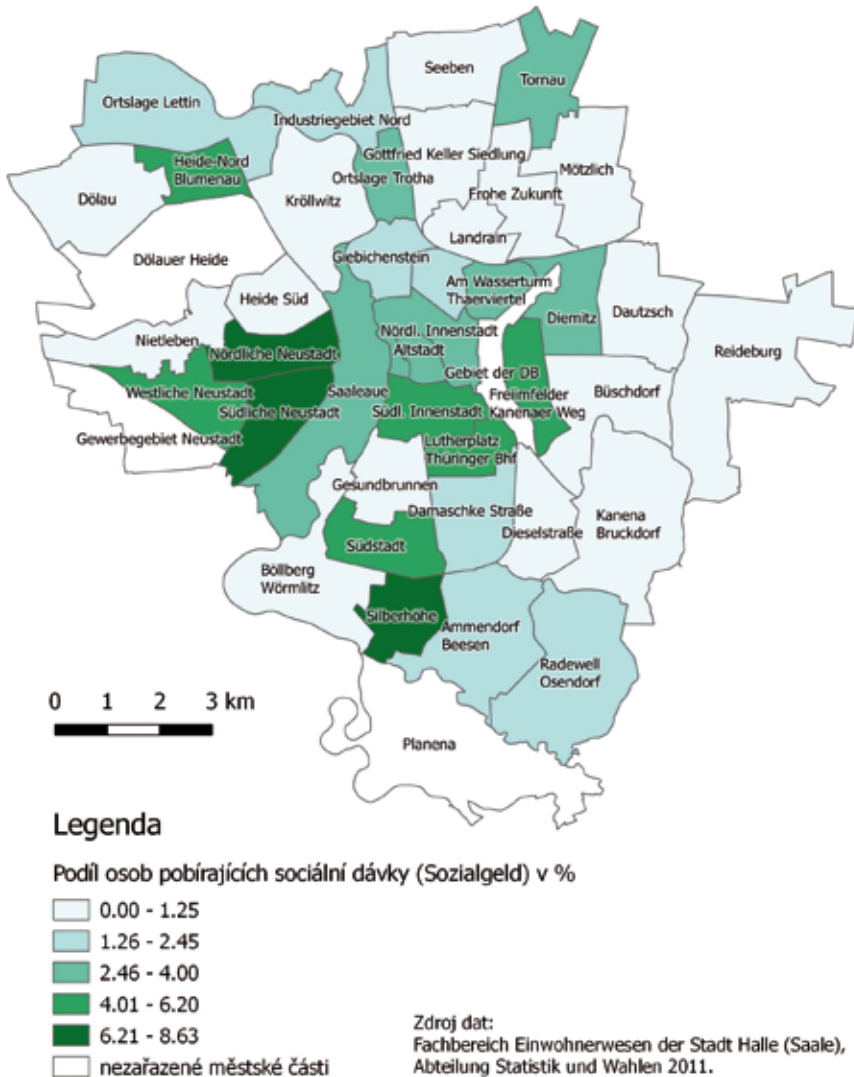 Seeben
Tornau
Ortslage Lettin
Industriegebiet Nord
Heide-Nord
Blumenau
Gottfried Keller Siedlung
Mötzlich
Ortslage Trotha
Frohe Zukunft
Dölau
Kröllwitz
Landrain
Dölauer Heide
Giebichenstein
Heide Süd
Am Wasserturm
Thaerviertel
Diemitz
Dautzsch
Nietleben
Nördl. Innenstadt
Altstadt
Nördliche Neustadt
Reideburg
Gebiet der DB
Westliche Neustadt
Saaleaue
Freiimfelder
Kanenaer Weg
Büschdorf
Südliche Neustadt
Südl. Innenstadt
Gewerbegebiet Neustadt
Lutherplatz
Thüringer Bhf
Gesundbrunnen
Damaschke Straße
Dieselstraße
Kanena
Bruckdorf
Südstadt
Böllberg
Wörmlitz
Silberhöhe
Ammendorf
Beesen
Radewell
Osendorf
Planena
0 1 2 3 km
Legenda
Podíl osob pobírajících sociální dávky (Sozialgeld) v %
0.00 - 1.25
1.26 - 2.45
2.46 - 4.00
4.01 - 6.20
6.21 - 8.63
nezařazené městské části
Zdroj dat:
Fachbereich Einwohnerwesen der Stadt Halle (Saale),
Abteilung Statistik und Wahlen 2011.